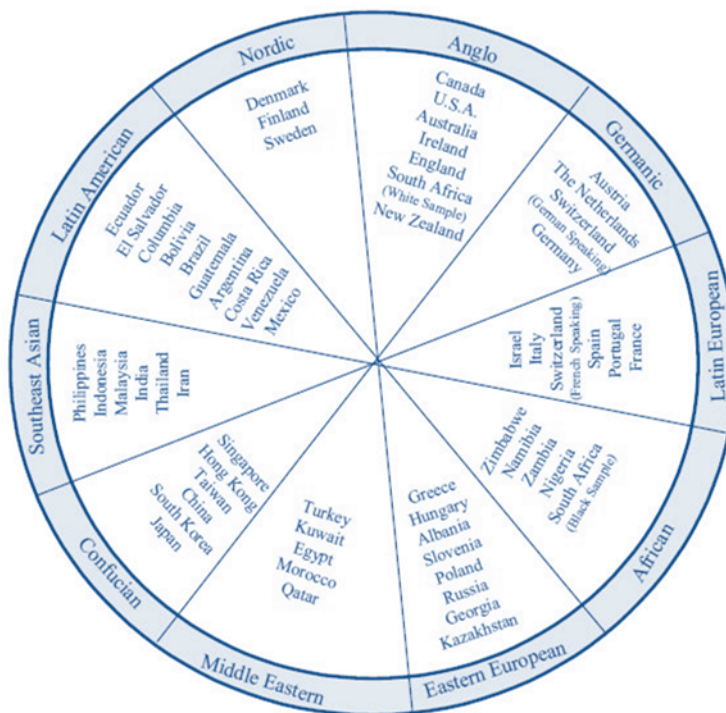 Nordic
Denmark
Finland
Sweden
Anglo
Canada
U.S.A.
Australia
Ireland
England
South Africa
(White Sample)
New Zealand
Germanic
Austria
The Netherlands
Switzerland
(German Speaking)
Germany
Latin European
Israel
Italy
Switzerland
(French Speaking)
Spain
Portugal
France
African
Zimbabwe
Namibia
Zambia
Nigeria
South Africa
(Black Sample)
Eastern European
Greece
Hungary
Albania
Slovenia
Poland
Russia
Georgia
Kazakhstan
Middle Eastern
Turkey
Kuwait
Egypt
Morocco
Qatar
Confucian
Singapore
Hong Kong
Taiwan
China
South Korea
Japan
Southeast Asian
Philippines
Indonesia
Malaysia
India
Thailand
Iran
Latin American
Ecuador
El Salvador
Columbia
Bolivia
Brazil
Guatemala
Argentina
Costa Rica
Venezuela
Mexico